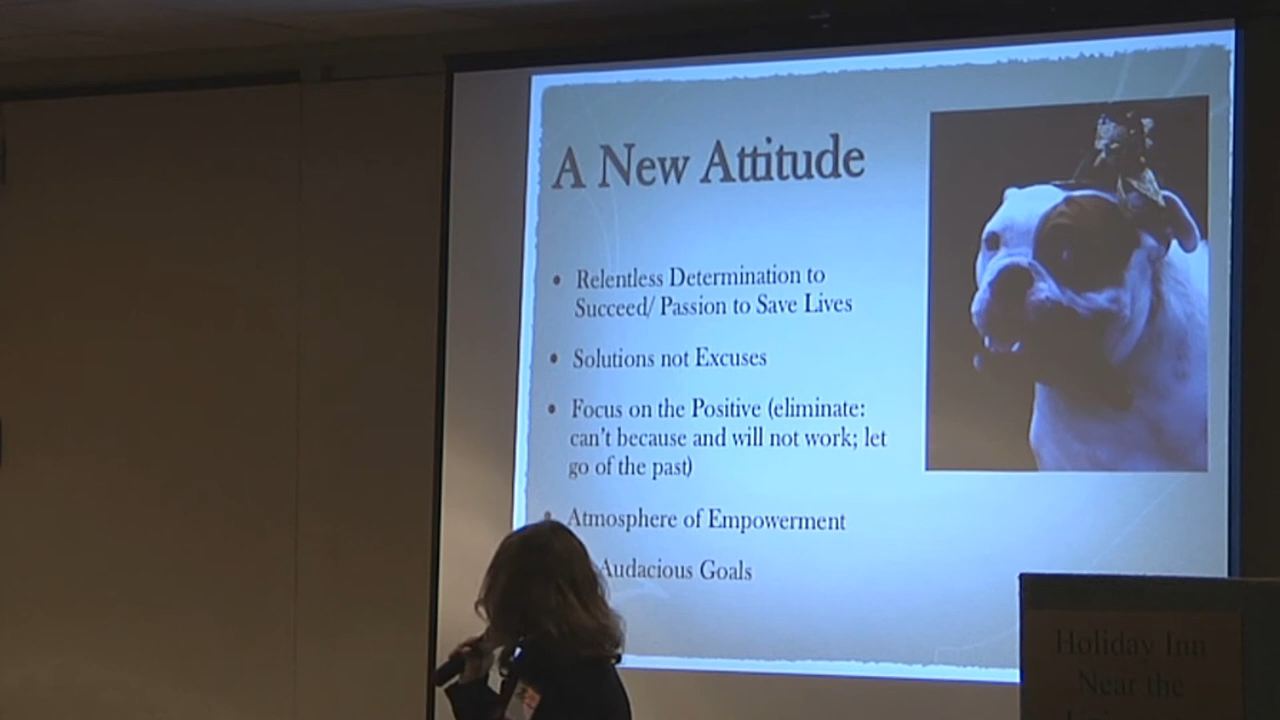 A New Attitude
• Relentless Determination to
Succeed/ Passion to Save Lives
• Solutions not Excuses
• Focus on the Positive (eliminate:
can't because and will not work; let
go of the past)
• Atmosphere of Empowerment
Audacious Goals
Holiday Inn
Near the